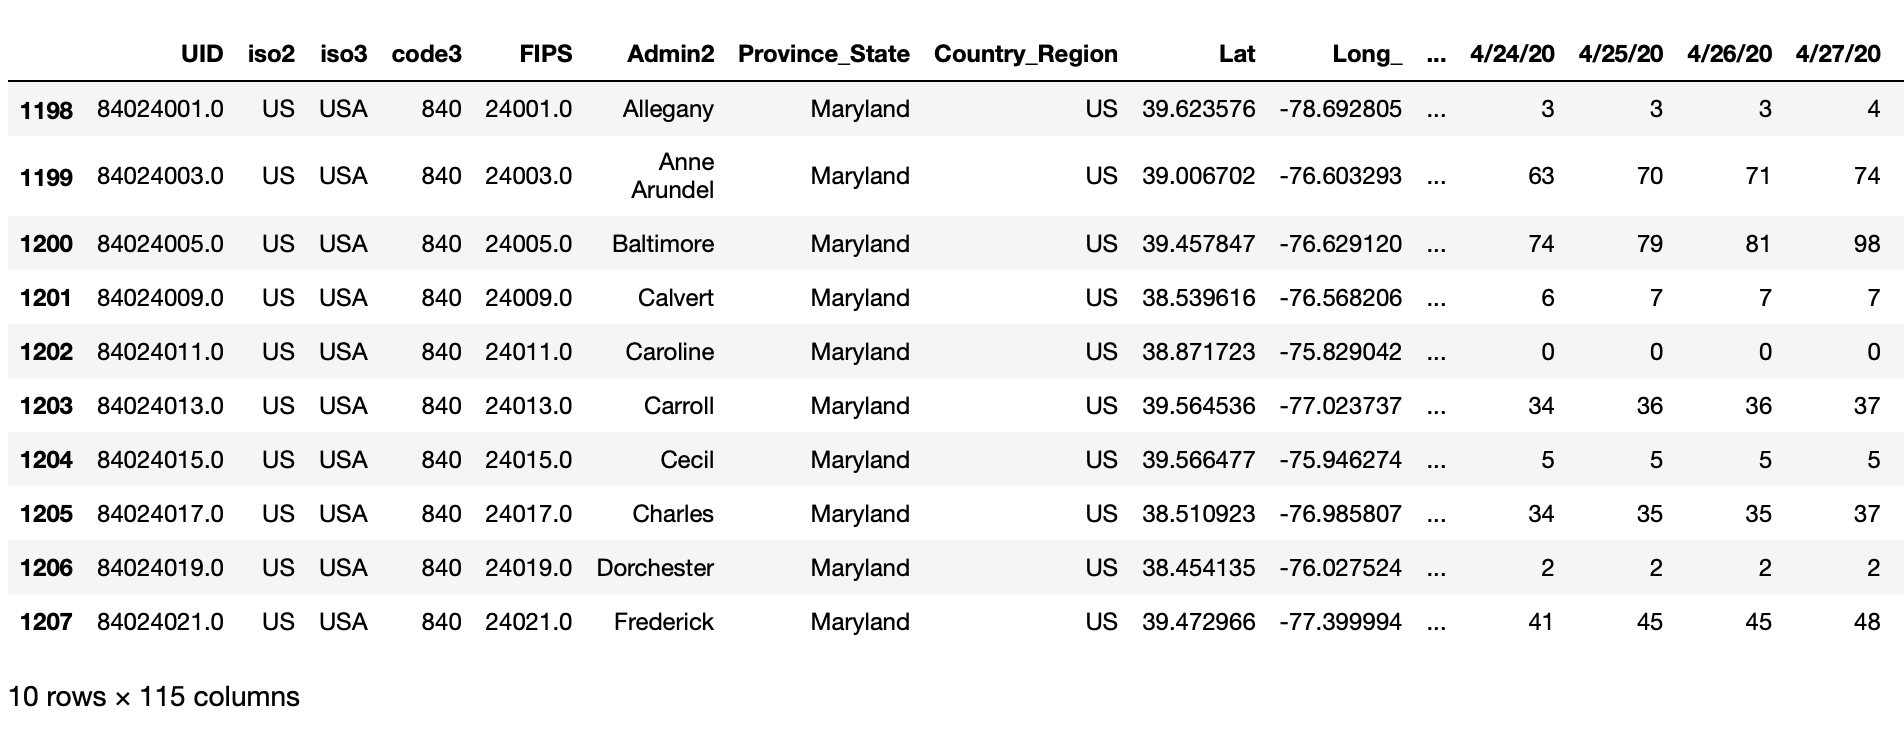 UID iso2 iso3 code3 FIPS Admin2 Province_State Country_Region Lat Long_ ... 4/24/20 4/25/20 4/26/20 4/27/20
1198 84024001.0 US USA 840 24001.0 Allegany Maryland US 39.623576 -78.692805 ... 3 3 3 4
1199 84024003.0 US USA 840 24003.0 Anne Arundel Maryland US 39.006702 -76.603293 ... 63 70 71 74
1200 84024005.0 US USA 840 24005.0 Baltimore Maryland US 39.457847 -76.629120 ... 74 79 81 98
1201 84024009.0 US USA 840 24009.0 Calvert Maryland US 38.539616 -76.568206 ... 6 7 7 7
1202 84024011.0 US USA 840 24011.0 Caroline Maryland US 38.871723 -75.829042 ... 0 0 0 0
1203 84024013.0 US USA 840 24013.0 Carroll Maryland US 39.564536 -77.023737 ... 34 36 36 37
1204 84024015.0 US USA 840 24015.0 Cecil Maryland US 39.566477 -75.946274 ... 5 5 5 5
1205 84024017.0 US USA 840 24017.0 Charles Maryland US 38.510923 -76.985807 ... 34 35 35 37
1206 84024019.0 US USA 840 24019.0 Dorchester Maryland US 38.454135 -76.027524 ... 2 2 2 2
1207 84024021.0 US USA 840 24021.0 Frederick Maryland US 39.472966 -77.399994 ... 41 45 45 48
10 rows × 115 columns